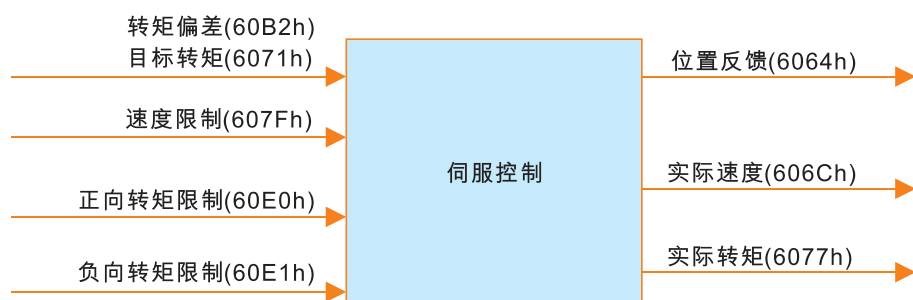 转矩偏差(60B2h)
目标转矩(6071h)
速度限制(607Fh)
正向转矩限制(60E0h)
负向转矩限制(60E1h)
伺服控制
位置反馈(6064h)
实际速度(606Ch)
实际转矩(6077h)